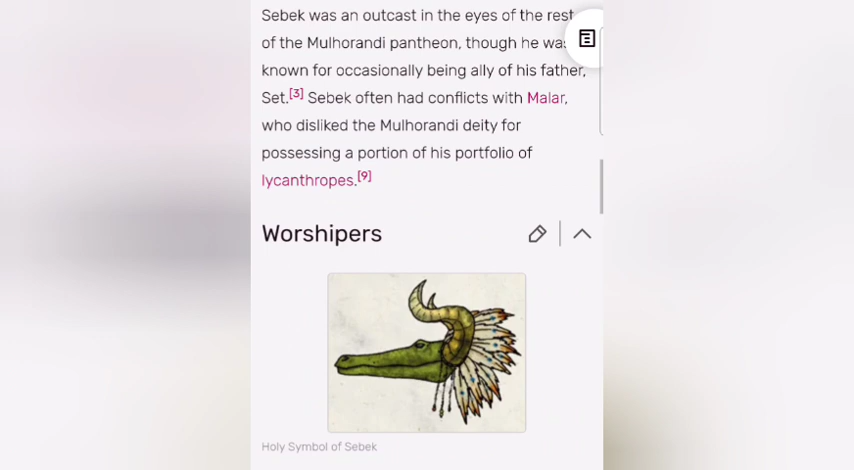 Sebek was an outcast in the eyes of the rest
of the Mulhorandi pantheon, though he was
known for occasionally being ally of his father,
Set.[3] Sebek often had conflicts with Malar,
who disliked the Mulhorandi deity for
possessing a portion of his portfolio of
lycanthropes.[9]
Worshipers
Holy Symbol of Sebek